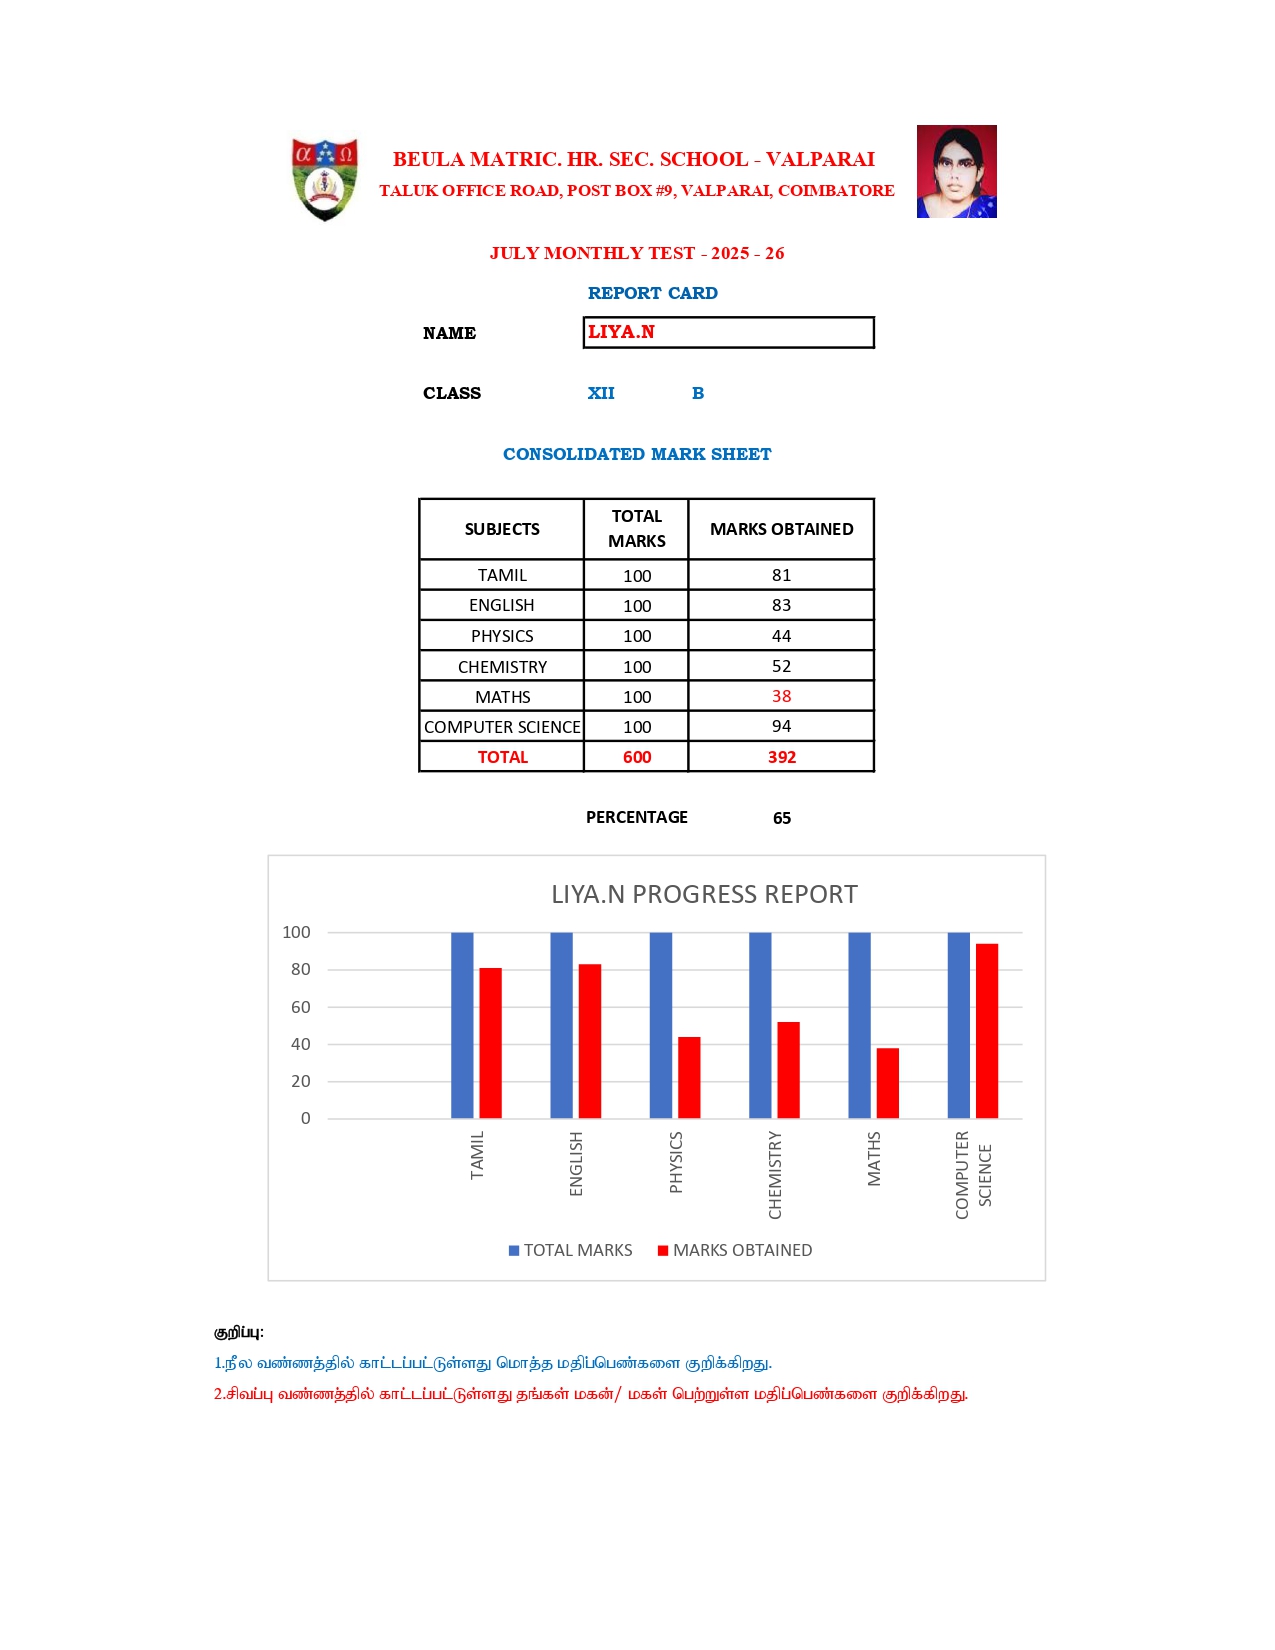 α Ω
BEULA MATRIC. HR. SEC. SCHOOL - VALPARAI
TALUK OFFICE ROAD, POST BOX #9, VALPARAI, COIMBATORE
JULY MONTHLY TEST - 2025 - 26
REPORT CARD
NAME LIYA.N
CLASS XII B
CONSOLIDATED MARK SHEET
SUBJECTS TOTAL MARKS MARKS OBTAINED
TAMIL 100 81
ENGLISH 100 83
PHYSICS 100 44
CHEMISTRY 100 52
MATHS 100 38
COMPUTER SCIENCE 100 94
TOTAL 600 392
PERCENTAGE 65
LIYA.N PROGRESS REPORT
100
80
60
40
20
0
TAMIL ENGLISH PHYSICS CHEMISTRY MATHS COMPUTER SCIENCE
TOTAL MARKS MARKS OBTAINED
குறிப்பு:
1.நீல வண்ணத்தில் காட்டப்பட்டுள்ளது மொத்த மதிப்பெண்களை குறிக்கிறது.
2.சிவப்பு வண்ணத்தில் காட்டப்பட்டுள்ளது தங்கள் மகன்/ மகள் பெற்றுள்ள மதிப்பெண்களை குறிக்கிறது.